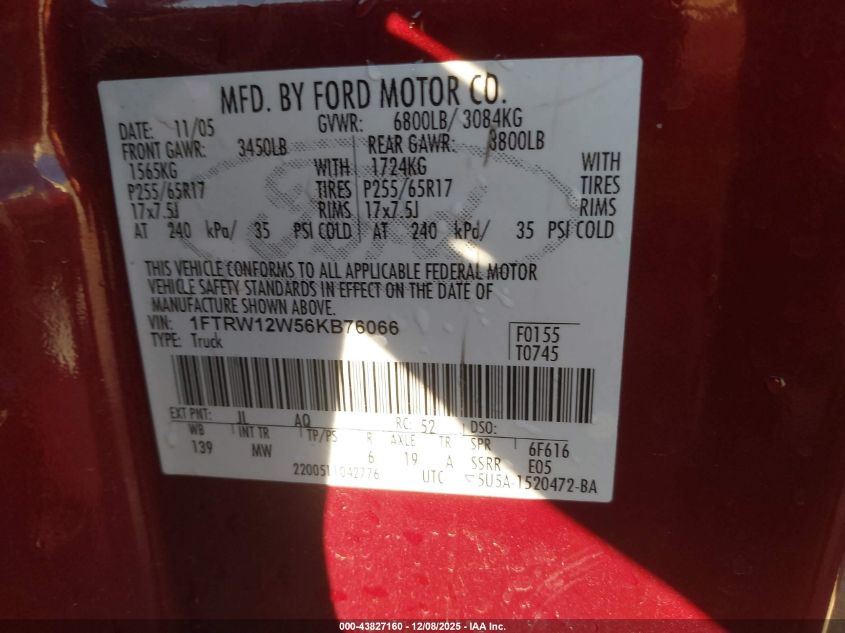 MFD. BY FORD MOTOR CO.
DATE: 11/05 GVWR: 6800LB/ 3084KG
FRONT GAWR: 3450LB REAR GAWR: 3800LB
1565KG WITH 1724KG WITH
P255/65R17 TIRES P255/65R17 TIRES
17x7.5J RIMS 17x7.5J RIMS
AT 240 kPa/ 35 PSI COLD AT 240 kPa/ 35 PSI COLD
THIS VEHICLE CONFORMS TO ALL APPLICABLE FEDERAL MOTOR
VEHICLE SAFETY STANDARDS IN EFFECT ON THE DATE OF
MANUFACTURE SHOWN ABOVE.
VIN: 1FTRW12W56KB76066 F0155
TYPE: Truck T0745
EXT PNT: JL AQ RC: 52 DSO:
WB INT TR TP/PS R AXLE TR SPR 6F616
139 MW 6 19 A SSRR E05
2200511042776 UTC 5U5A-1520472-BA
000-43827160 - 12/08/2025 - IAA Inc.